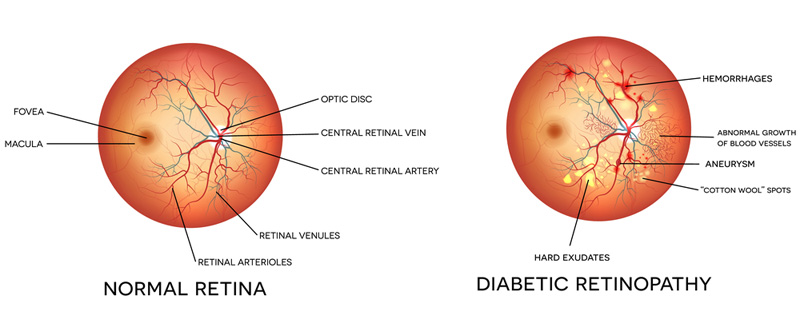 FOVEA
MACULA
OPTIC DISC
CENTRAL RETINAL VEIN
CENTRAL RETINAL ARTERY
RETINAL VENULES
RETINAL ARTERIOLES
NORMAL RETINA
HEMORRHAGES
ABNORMAL GROWTH
OF BLOOD VESSELS
ANEURYSM
"COTTON WOOL" SPOTS
HARD EXUDATES
DIABETIC RETINOPATHY